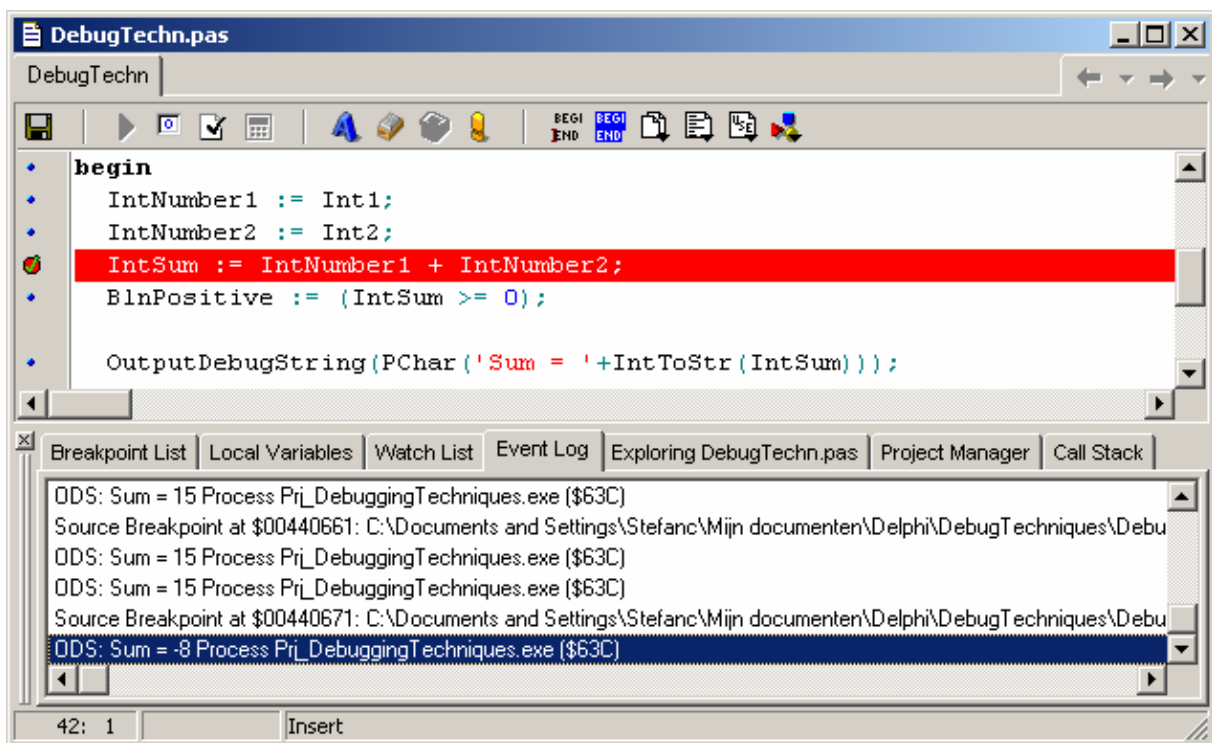 DebugTechn.pas
DebugTechn
BEGI END BEGI END USE
begin
IntNumber1 := Int1;
IntNumber2 := Int2;
IntSum := IntNumber1 + IntNumber2;
BlnPositive := (IntSum >= 0);
OutputDebugString(PChar('Sum = '+IntToStr(IntSum)));
Breakpoint List Local Variables Watch List Event Log Exploring DebugTechn.pas Project Manager Call Stack
ODS: Sum = 15 Process Prj_DebuggingTechniques.exe ($63C)
Source Breakpoint at $00440661: C:\Documents and Settings\Stefanc\Mijn documenten\Delphi\DebugTechniques\Debu
ODS: Sum = 15 Process Prj_DebuggingTechniques.exe ($63C)
ODS: Sum = 15 Process Prj_DebuggingTechniques.exe ($63C)
Source Breakpoint at $00440671: C:\Documents and Settings\Stefanc\Mijn documenten\Delphi\DebugTechniques\Debu
ODS: Sum = -8 Process Prj_DebuggingTechniques.exe ($63C)
42: 1 Insert